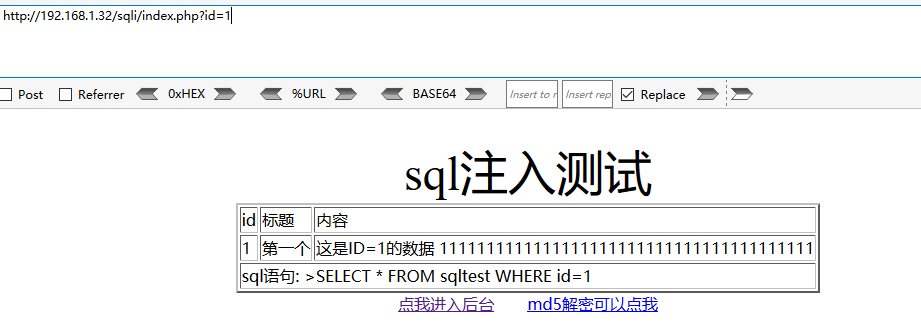 http://192.168.1.32/sqli/index.php?id=1
Post Referrer 0xHEX %URL BASE64 Insert to r Insert rep Replace
sql注入测试
id 标题 内容
1 第一个 这是ID=1的数据 11111111111111111111111111111111111111111
sql语句: >SELECT * FROM sqltest WHERE id=1
点我进入后台 md5解密可以点我